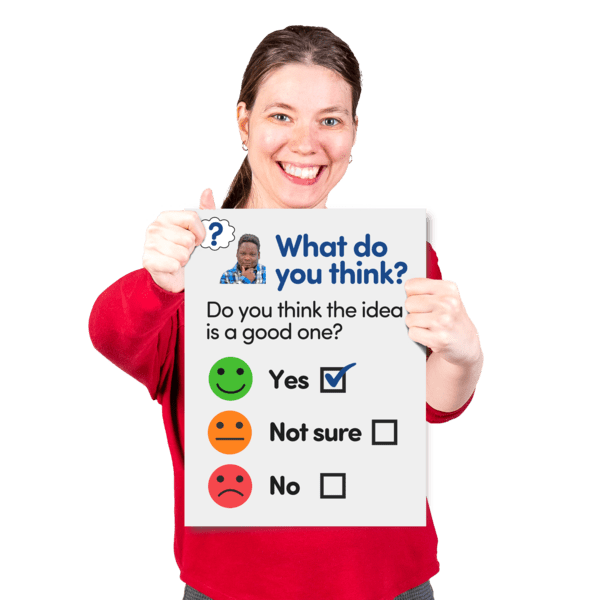 ?
What do
you think?
Do you think the idea
is a good one?
Yes
Not sure
No